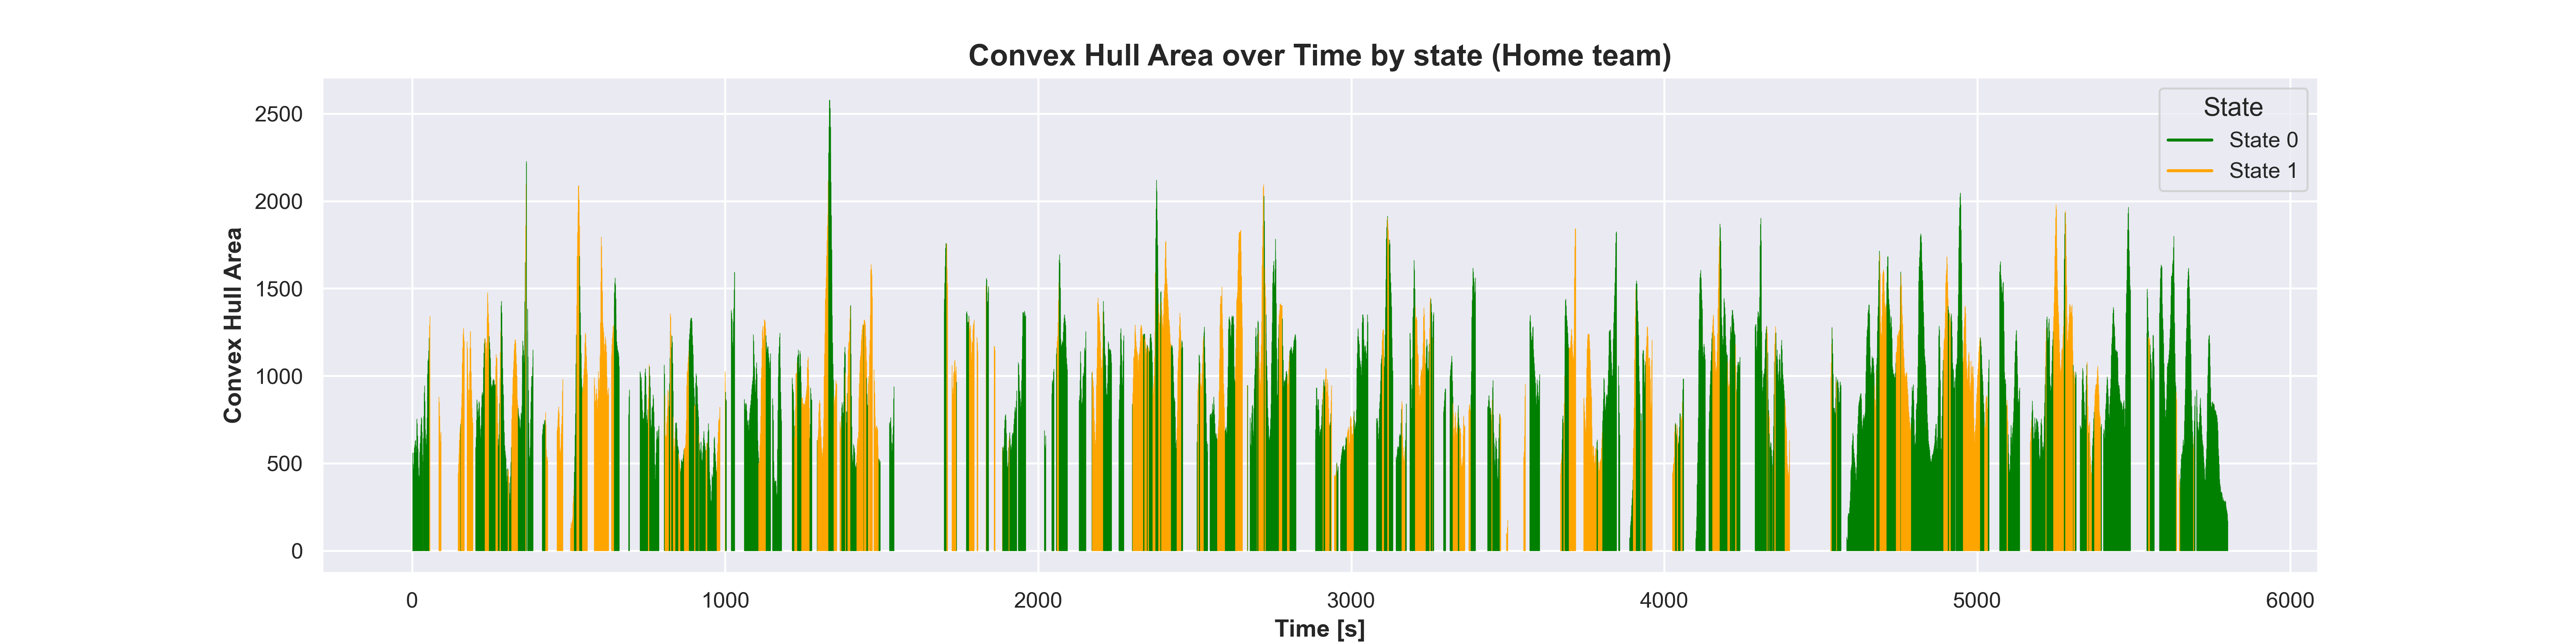 Convex Hull Area over Time by state (Home team)
Convex Hull Area
2500
2000
1500
1000
500
0
State
State 0
State 1
0 1000 2000 3000 4000 5000 6000
Time [s]